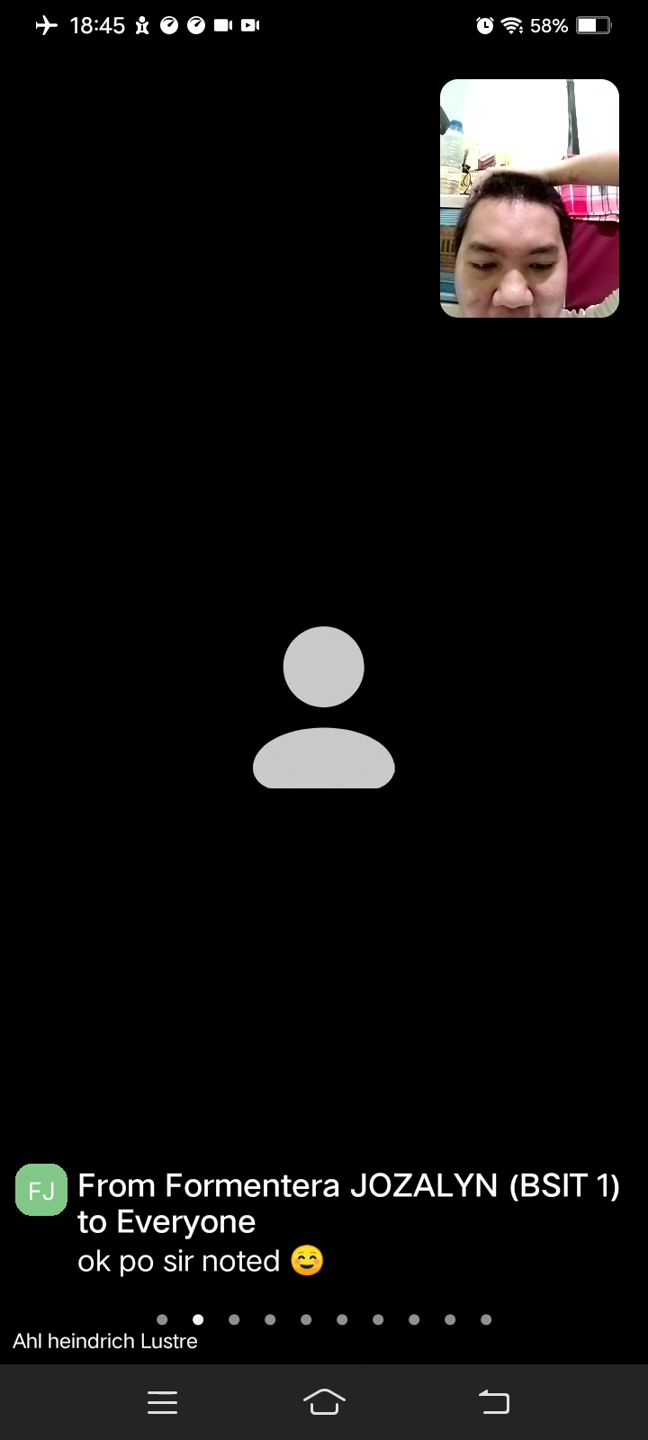 18:45
58%
FJ
From Formentera JOZALYN (BSIT 1)
to Everyone
ok po sir noted ☺️
Ahl heindrich Lustre